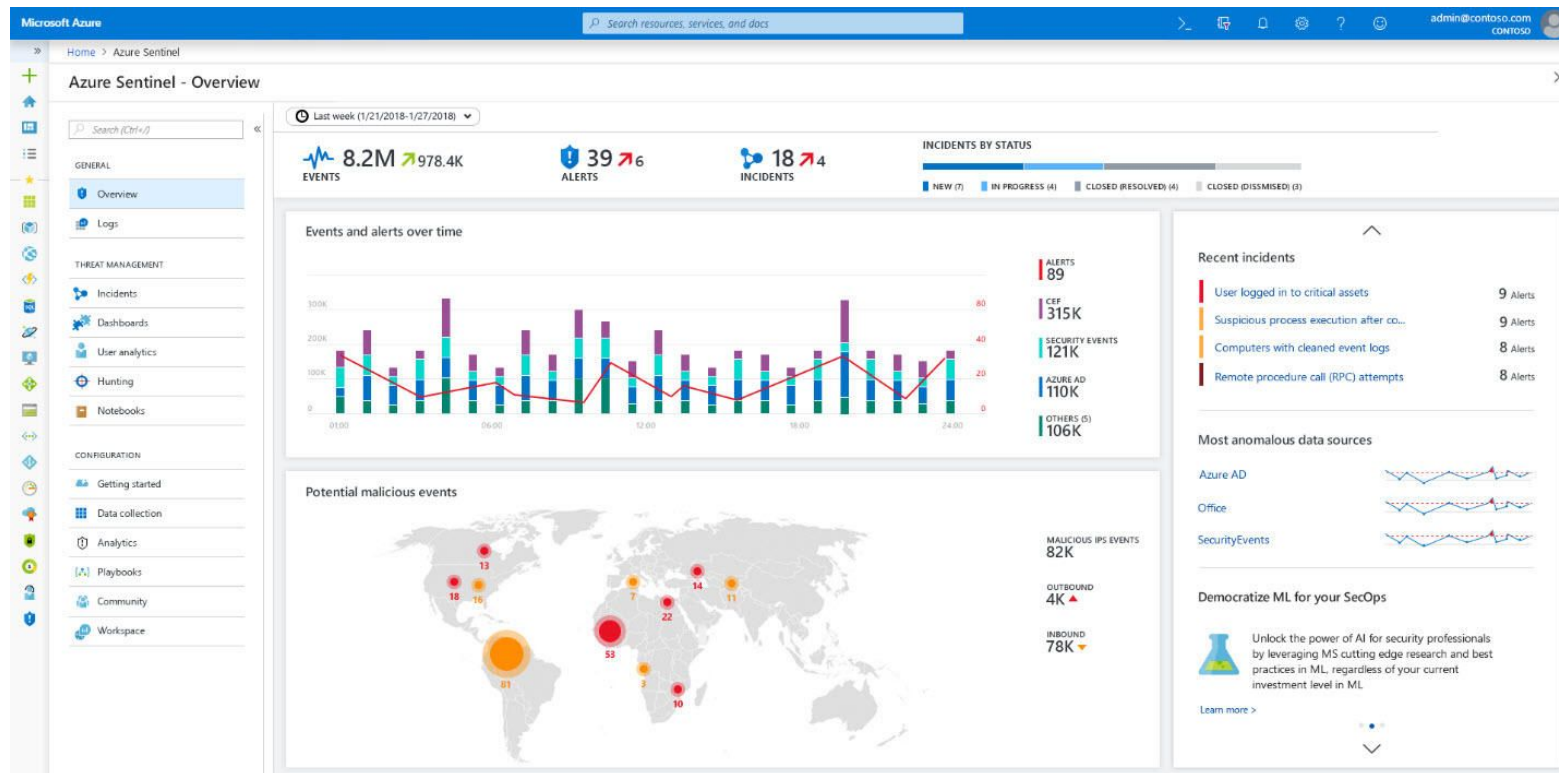 Microsoft Azure
Search resources, services, and docs
admin@contoso.com
CONTOSO
Home > Azure Sentinel
Azure Sentinel - Overview
Search (Ctrl+/)
GENERAL
Overview
Logs
THREAT MANAGEMENT
Incidents
Dashboards
User analytics
Hunting
Notebooks
CONFIGURATION
Getting started
Data collection
Analytics
Playbooks
Community
Workspace
Last week (1/21/2018-1/27/2018)
8.2M 978.4K
EVENTS
39 6
ALERTS
18 4
INCIDENTS
INCIDENTS BY STATUS
NEW (7) IN PROGRESS (4) CLOSED (RESOLVED) (4) CLOSED (DISSMISED) (3)
Events and alerts over time
300K
200K
100K
0
80
40
20
0
01:00 06:00 12:00 18:00 24:00
ALERTS
89
CEF
315K
SECURITY EVENTS
121K
AZURE AD
110K
OTHERS (5)
106K
Potential malicious events
13
18
16
7
14
11
22
53
81
3
10
MALICIOUS IPS EVENTS
82K
OUTBOUND
4K
INBOUND
78K
Recent incidents
User logged in to critical assets 9 Alerts
Suspicious process execution after co... 9 Alerts
Computers with cleaned event logs 8 Alerts
Remote procedure call (RPC) attempts 8 Alerts
Most anomalous data sources
Azure AD
Office
SecurityEvents
Democratize ML for your SecOps
Unlock the power of AI for security professionals
by leveraging MS cutting edge research and best
practices in ML, regardless of your current
investment level in ML
Learn more >